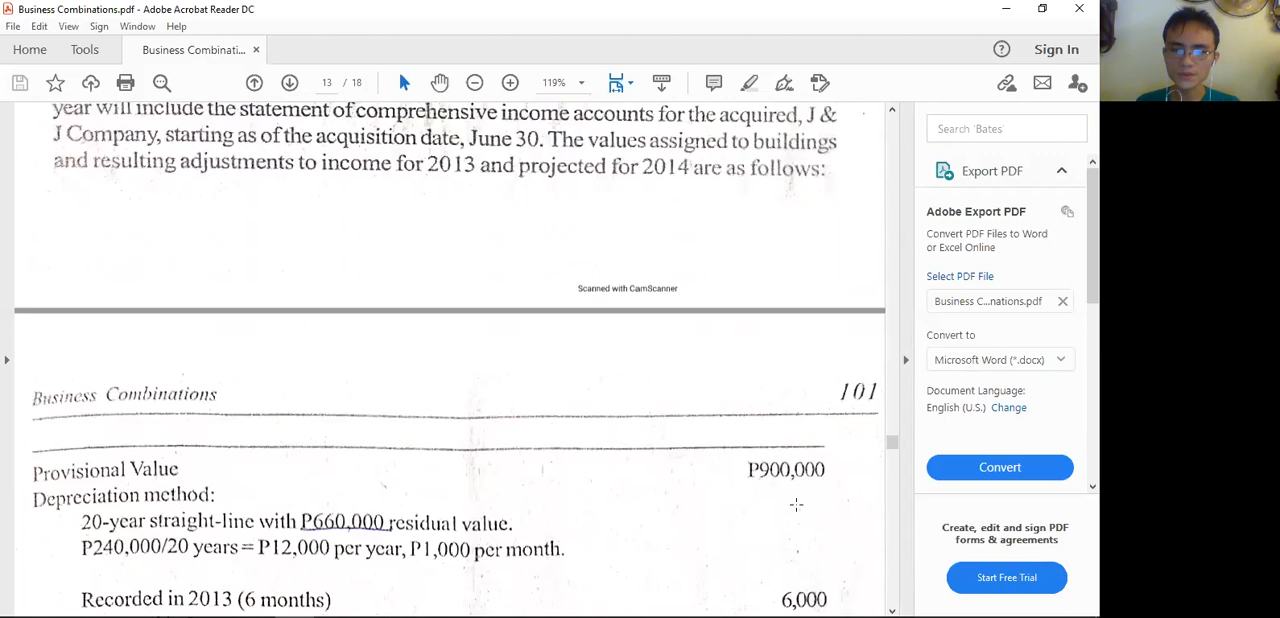 Business Combinations.pdf - Adobe Acrobat Reader DC
File Edit View Sign Window Help
Home Tools Business Combinati... ×
Sign In
13 / 18 119%
year will include the statement of comprehensive income accounts for the acquired, J &
J Company, starting as of the acquisition date, June 30. The values assigned to buildings
and resulting adjustments to income for 2013 and projected for 2014 are as follows:
Scanned with CamScanner
Business Combinations 101
Provisional Value P900,000
Depreciation method:
20-year straight-line with P660,000 residual value.
P240,000/20 years = P12,000 per year, P1,000 per month.
Recorded in 2013 (6 months) 6,000
Search 'Bates'
Export PDF
Adobe Export PDF
Convert PDF Files to Word
or Excel Online
Select PDF File
Business C...nations.pdf
Convert to
Microsoft Word (*.docx)
Document Language:
English (U.S.) Change
Convert
Create, edit and sign PDF
forms & agreements
Start Free Trial